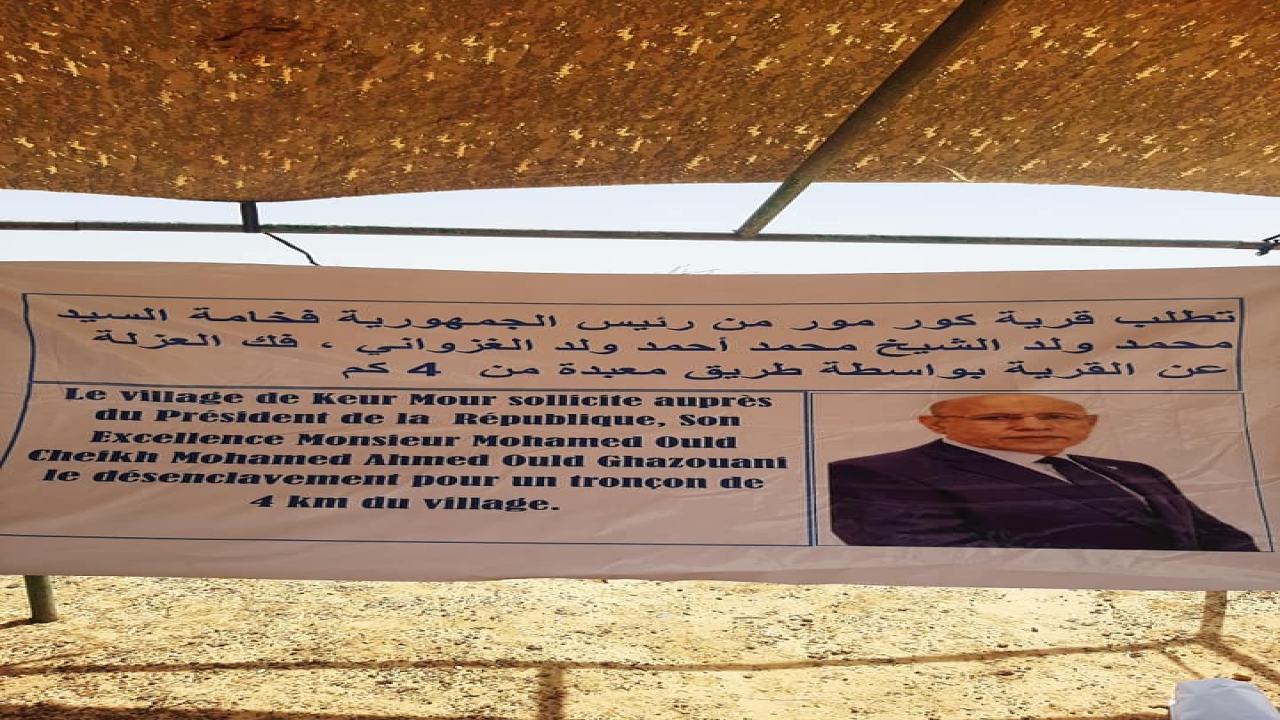 تطلب قرية كور مور من رئيس الجمهورية فخامة السيد
محمد ولد الشيخ محمد أحمد ولد الغزواني ، فك العزلة
عن القرية بواسطة طريق معبدة من 4 كم
Le village de Keur Mour sollicite auprès
du Président de la République, Son
Excellence Monsieur Mohamed Ould
Cheikh Mohamed Ahmed Ould Ghazouani
le désenclavement pour un tronçon de
4 km du village.